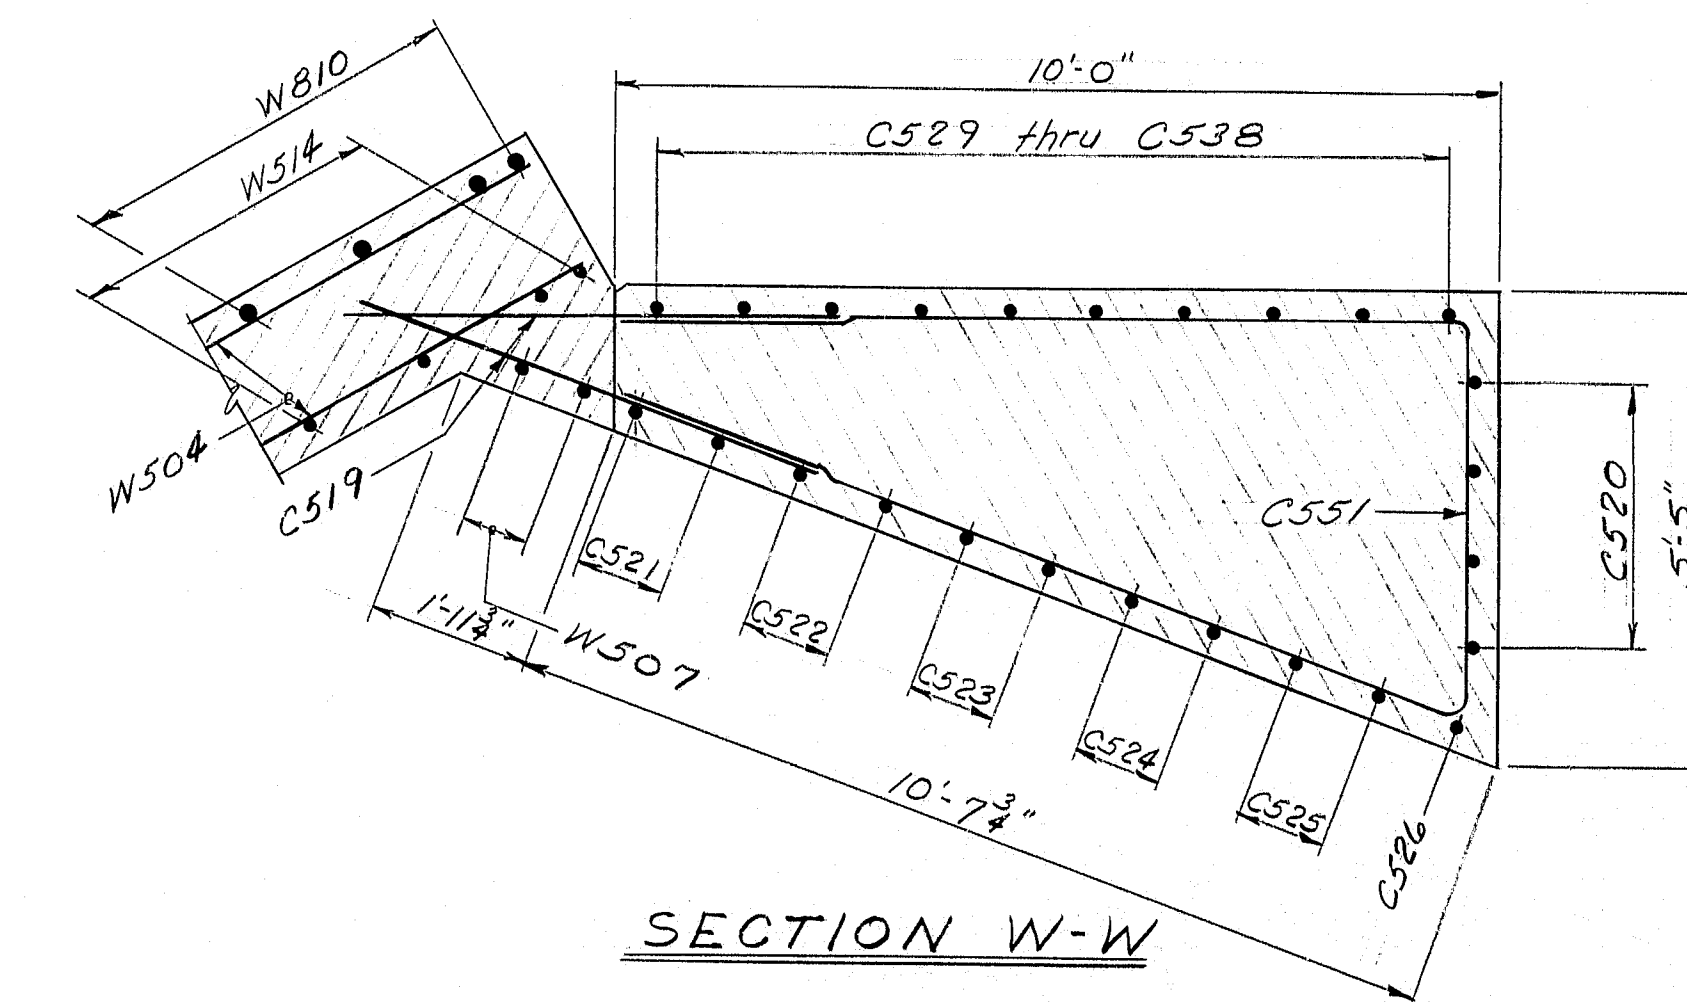 W810
10'-0"
W514
C529 thru C538
W504
C519
C551
C520
5'-5"
C521
1'-11 3/4"
C522
W507
C523
C524
C525
10'-7 3/4"
C526
SECTION W-W